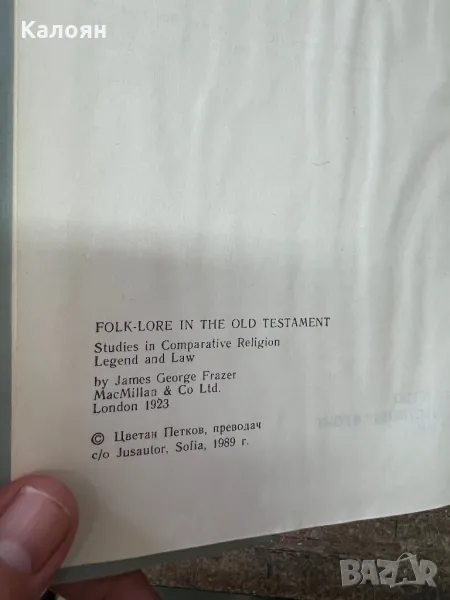 Калоян
FOLK-LORE IN THE OLD TESTAMENT
Studies in Comparative Religion
Legend and Law
by James George Frazer
MacMillan & Co Ltd.
London 1923
© Цветан Петков, преводач
c/o Jusautor, Sofia, 1989 г.
BAZAR